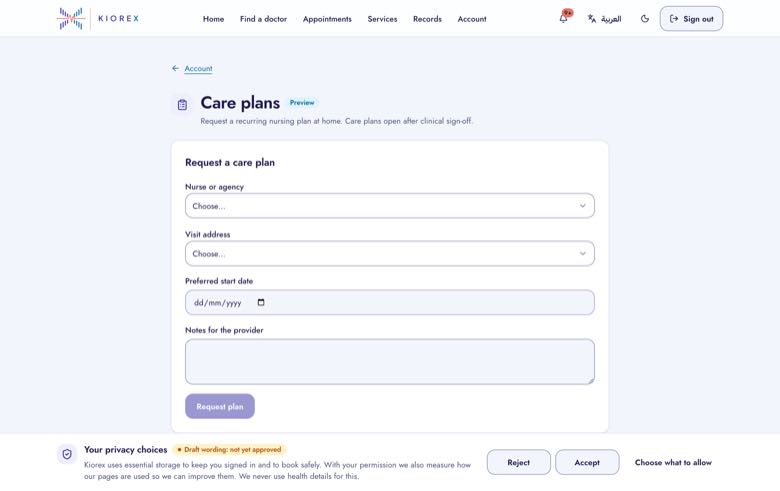 KIOREX
Home Find a doctor Appointments Services Records Account
9+
العربية
Sign out
Account
Care plans Preview
Request a recurring nursing plan at home. Care plans open after clinical sign-off.
Request a care plan
Nurse or agency
Choose...
Visit address
Choose...
Preferred start date
dd/mm/yyyy
Notes for the provider
Request plan
Your privacy choices Draft wording: not yet approved
Kiorex uses essential storage to keep you signed in and to book safely. With your permission we also measure how
our pages are used so we can improve them. We never use health details for this.
Reject Accept Choose what to allow